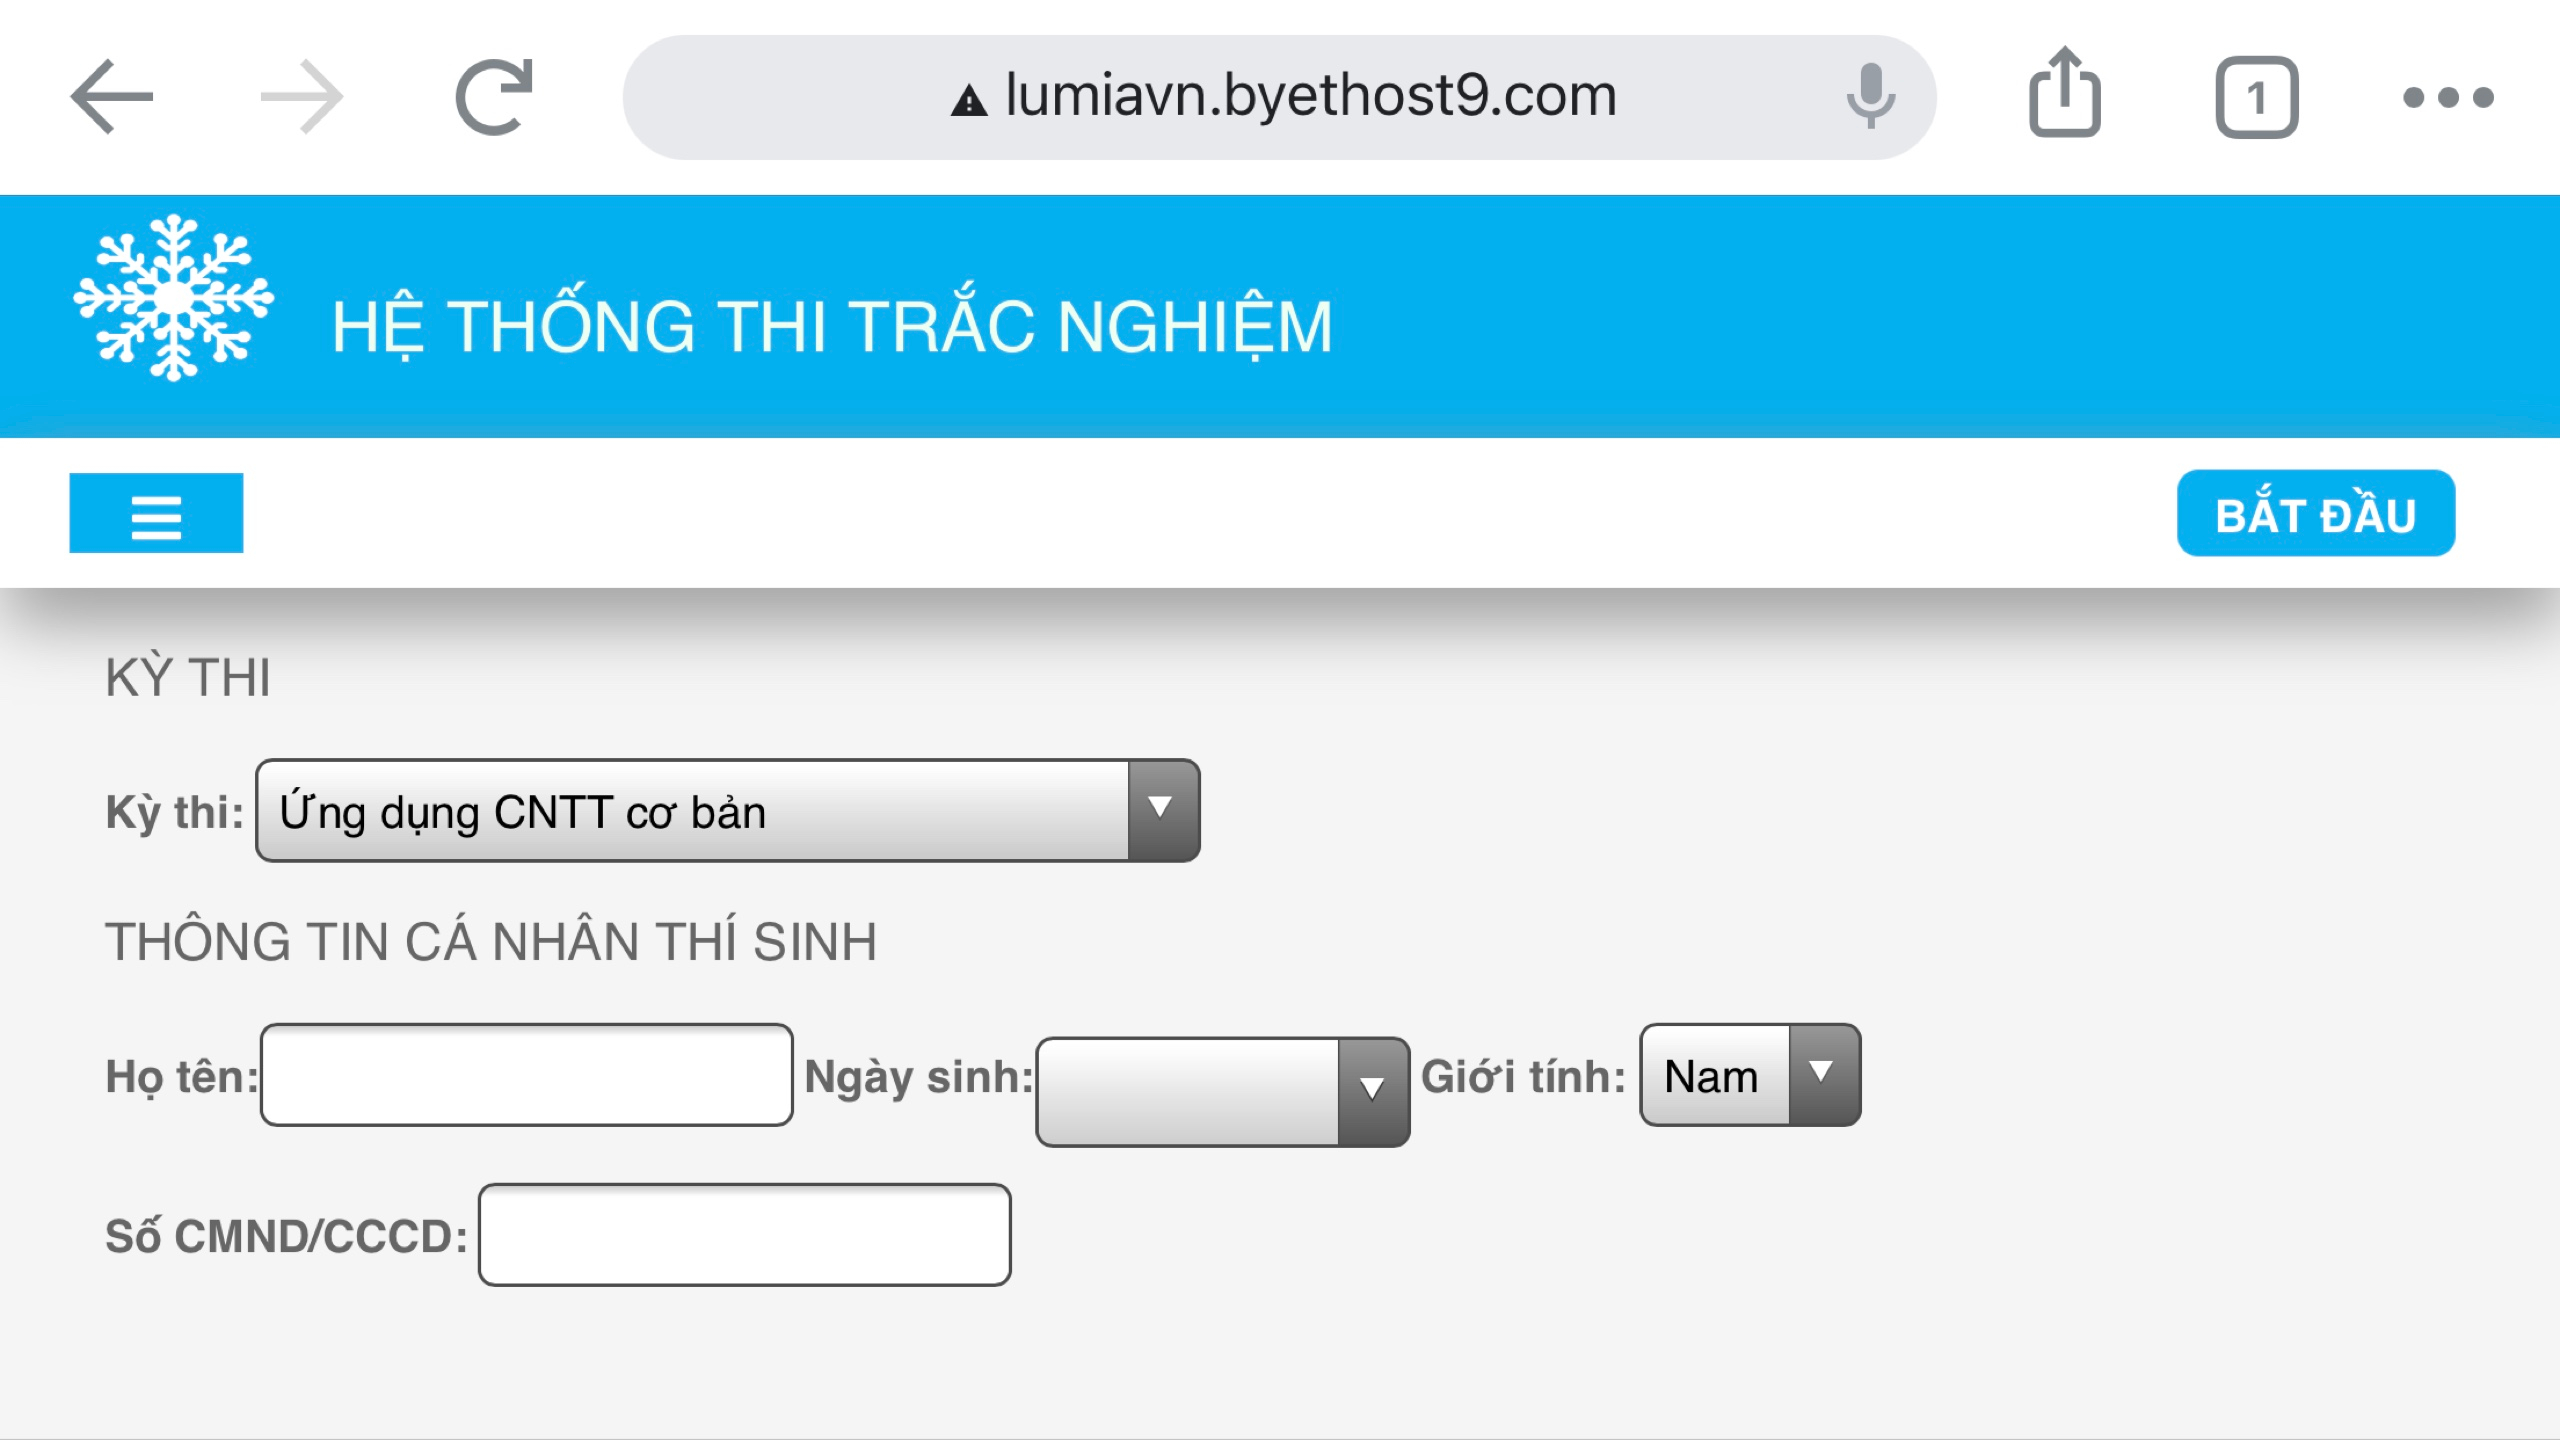 lumiavn.byethost9.com
1
HỆ THỐNG THI TRẮC NGHIỆM
BẮT ĐẦU
KỲ THI
Kỳ thi: Ứng dụng CNTT cơ bản
THÔNG TIN CÁ NHÂN THÍ SINH
Họ tên: Ngày sinh: Giới tính: Nam
Số CMND/CCCD: